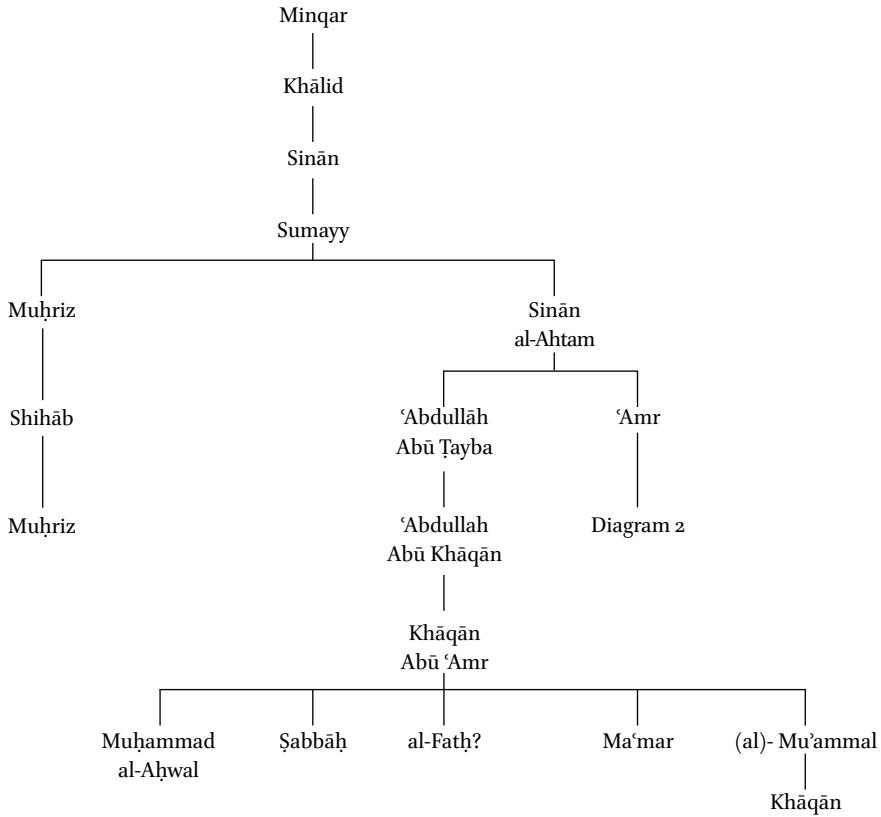 Minqar
Khālid
Sinān
Sumayy
Muḥriz
Sinān
al-Ahtam
Shihāb
ʿAbdullāh
Abū Ṭayba
ʿAmr
Muḥriz
ʿAbdullah
Abū Khāqān
Diagram 2
Khāqān
Abū ʿAmr
Muḥammad
al-Aḥwal
Ṣabbāḥ
al-Fatḥ?
Maʿmar
(al)- Muʾammal
Khāqān